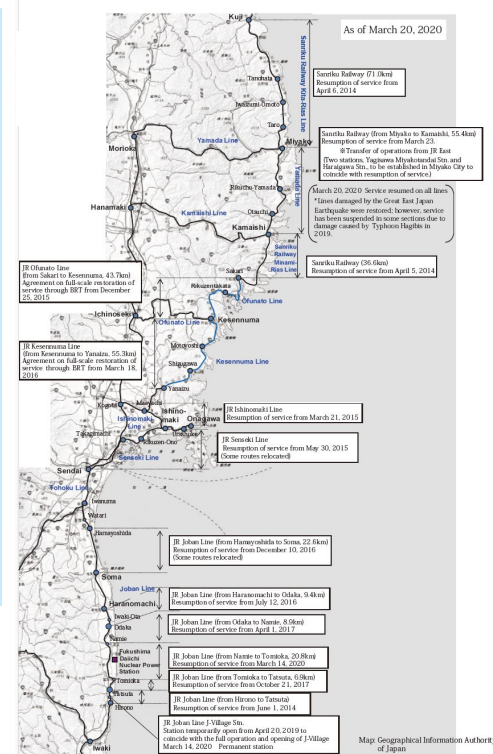 As of March 20, 2020
Kuji
Sanriku Railway Kita-Rias Line
Tanohata
Iwaizumi-Omoto
Taro
Sanriku Railway (71.0km)
Resumption of service from
April 6, 2014
Morioka
Yamada Line
Miyako
Sanriku Railway (from Miyako to Kamaishi, 55.4km)
Resumption of service from March 23.
※Transfer of operations from JR East
(Two stations, Yagisawa Miyakotandai Stn. and
Haraigawa Stn., to be established in Miyako City to
coincide with resumption of service.)
Yamada Line
Rikuchu-Yamada
March 20, 2020 Service resumed on all lines
*Lines damaged by the Great East Japan
Earthquake were restored; however, service
has been suspended in some sections due to
damage caused by Typhoon Hagibis in
2019.
Hanamaki
Kamaishi Line
Otsuchi
Kamaishi
Sanriku
Railway
Minami-
Rias Line
Sanriku Railway (36.6km)
Resumption of service from April 5, 2014
JR Ofunato Line
(from Sakari to Kesennuma, 43.7km)
Agreement on full-scale restoration of
service through BRT from December
25, 2015
Sakari
Rikuzentakata
Ofunato Line
Ichinoseki
Ofunato Line
Kesennuma
JR Kesennuma Line
(from Kesennuma to Yanaizu, 55.3km)
Agreement on full-scale restoration of
service through BRT from March 18,
2016
Motoyoshi
Kesennuma Line
Shizugawa
Yanaizu
Kogota
Maeyachi
Ishino-
maki
Onagawa
Ishinomaki
Line
JR Ishinomaki Line
Resumption of service from March 21, 2015
Takagimachi
Rikuzen-Ono
Senseki Line
JR Senseki Line
Resumption of service from May 30, 2015
(Some routes relocated)
Sendai
Tohoku Line
Iwanuma
Watari
Hamayoshida
JR Joban Line (from Hamayoshida to Soma, 22.6km)
Resumption of service from December 10, 2016
(Some routes relocated)
Soma
Joban Line
Haranomachi
JR Joban Line (from Haranomachi to Odaka, 9.4km)
Resumption of service from July 12, 2016
Iwaki-Ota
Odaka
JR Joban Line (from Odaka to Namie, 8.9km)
Resumption of service from April 1, 2017
Namie
Fukushima
Daiichi
Nuclear Power
Station
JR Joban Line (from Namie to Tomioka, 20.8km)
Resumption of service from March 14, 2020
Tomioka
JR Joban Line (from Tomioka to Tatsuta, 6.9km)
Resumption of service from October 21, 2017
Tatsuta
JR Joban Line (from Hirono to Tatsuta)
Resumption of service from June 1, 2014
Hirono
JR Joban Line J-Village Stn.
Station temporarily open from April 20, 2019 to
coincide with the full operation and opening of J-Village
March 14, 2020 Permanent station
Iwaki
Map: Geographical Information Authorit
of Japan